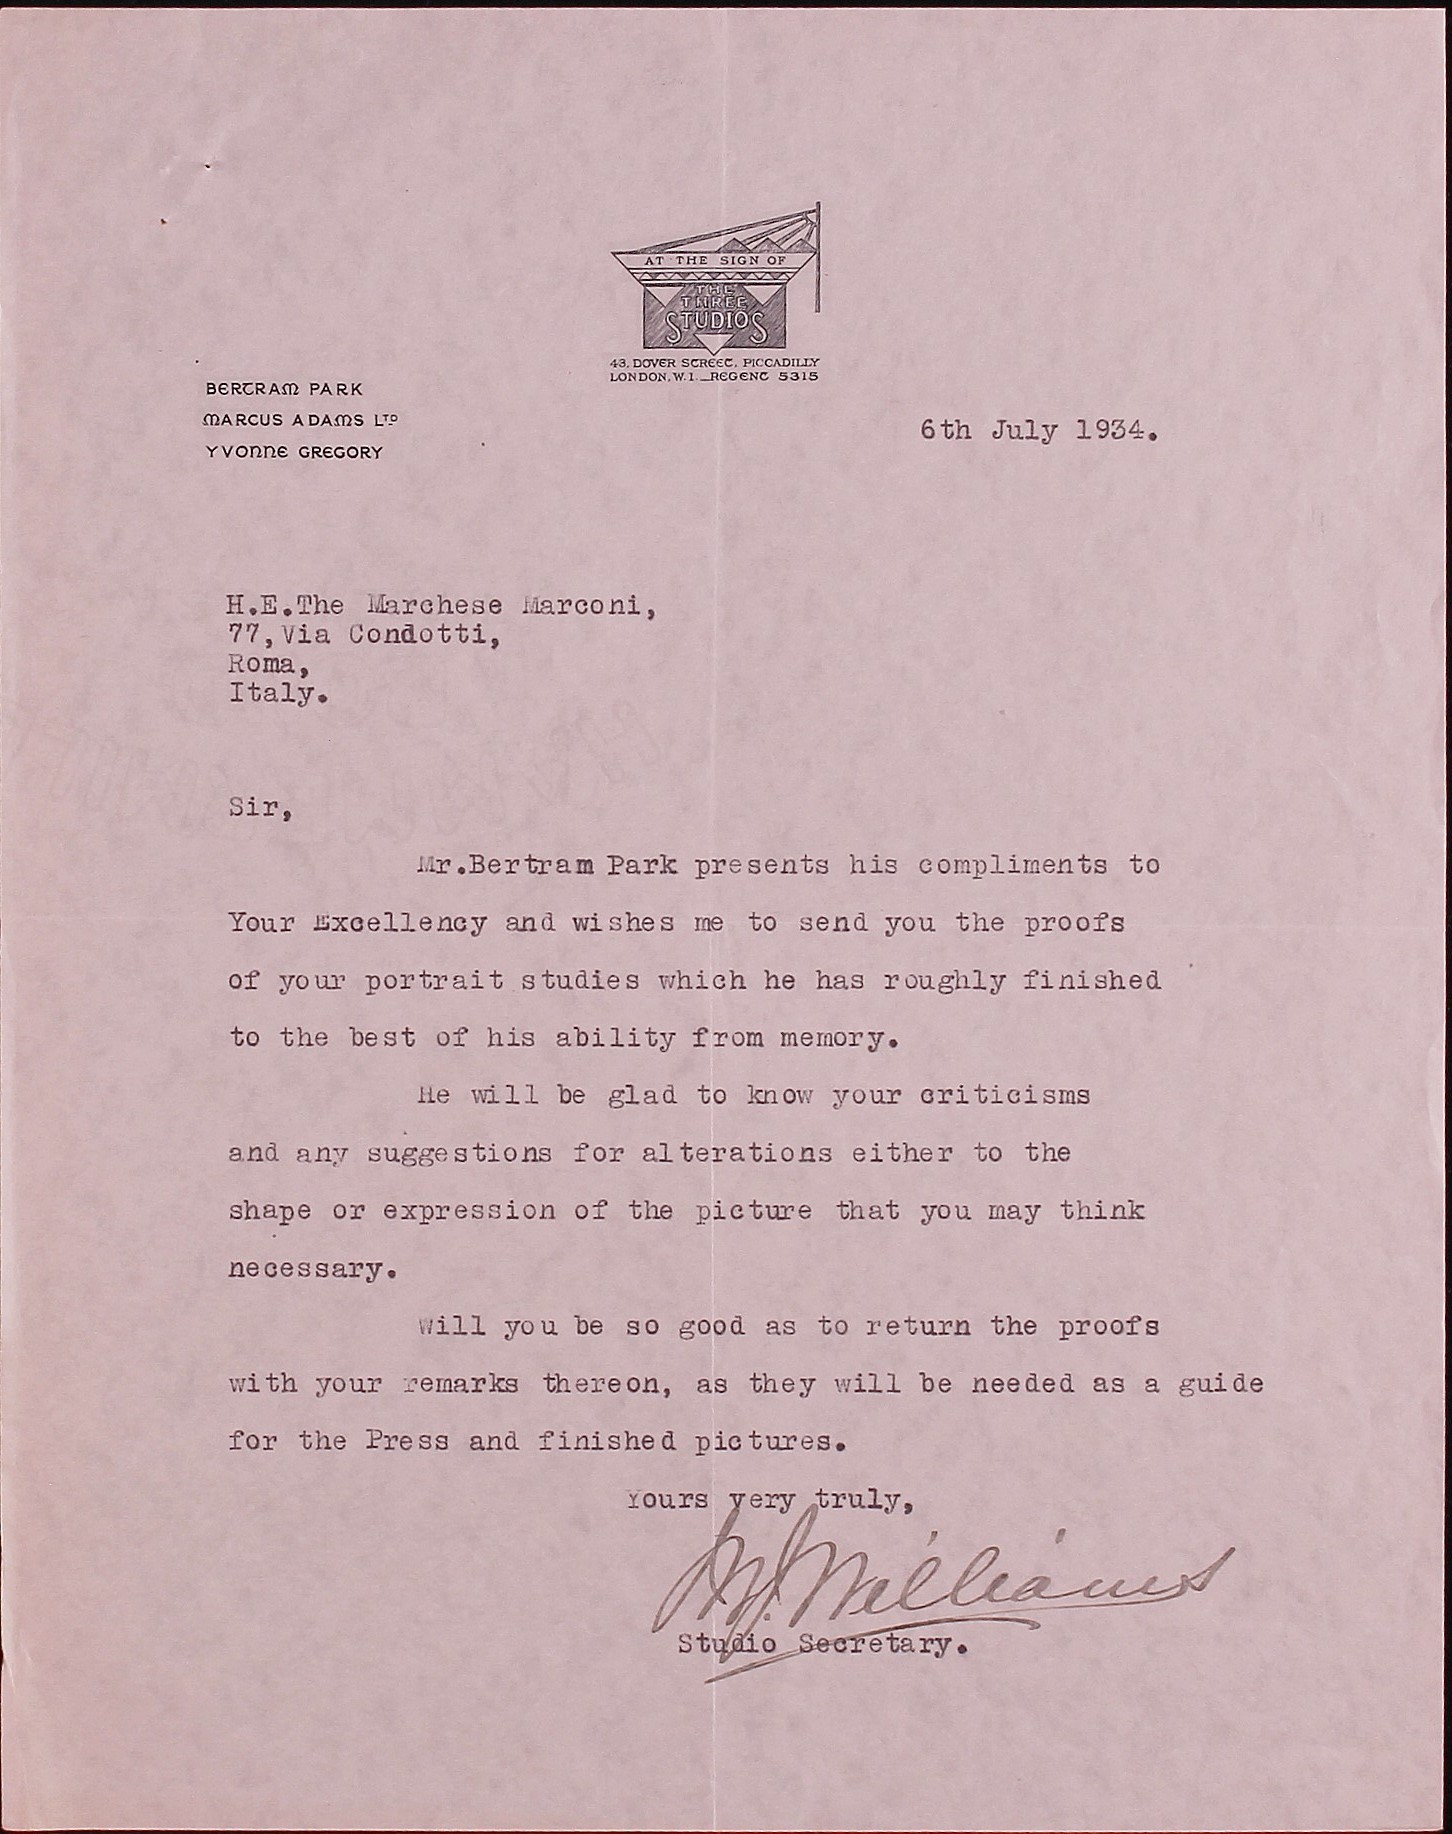 AT THE SIGN OF
THE
THREE
STUDIOS
43, DOVER STREET, PICCADILLY
LONDON, W.1. _REGENT 5315
BERTRAM PARK
MARCUS ADAMS LTD
YVONNE GREGORY
6th July 1934.
H.E.The Marchese Marconi,
77,Via Condotti,
Roma,
Italy.
Sir,
Mr.Bertram Park presents his compliments to
Your Excellency and wishes me to send you the proofs
of your portrait studies which he has roughly finished
to the best of his ability from memory.
He will be glad to know your criticisms
and any suggestions for alterations either to the
shape or expression of the picture that you may think
necessary.
Will you be so good as to return the proofs
with your remarks thereon, as they will be needed as a guide
for the Press and finished pictures.
Yours very truly,
Williams
Studio Secretary.